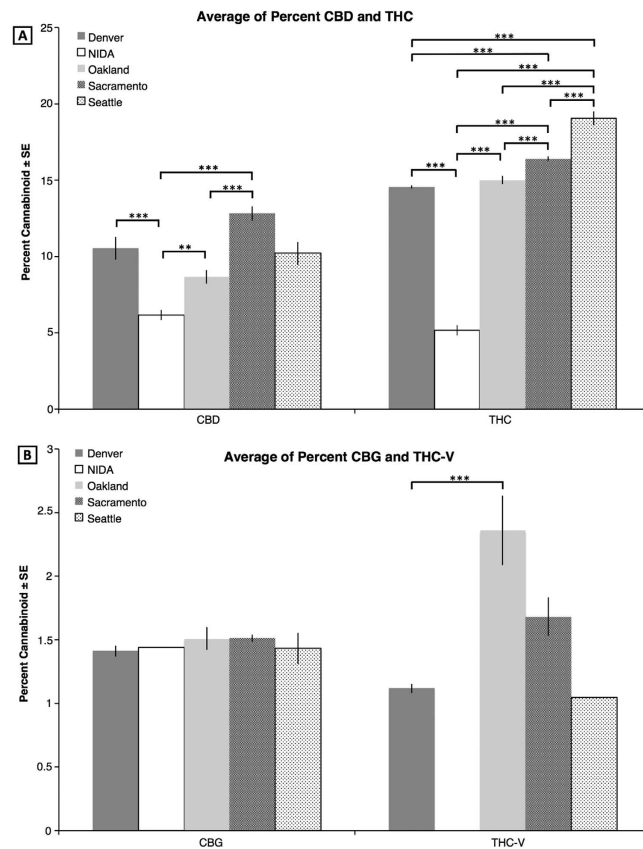 A
Average of Percent CBD and THC
Denver
NIDA
Oakland
Sacramento
Seattle
Percent Cannabinoid ± SE
25
20
15
10
5
0
***
***
***
**
***
***
***
***
***
***
***
***
***
***
CBD
THC
B
Average of Percent CBG and THC-V
Denver
NIDA
Oakland
Sacramento
Seattle
Percent Cannabinoid ± SE
3
2.5
2
1.5
1
0.5
0
***
CBG
THC-V